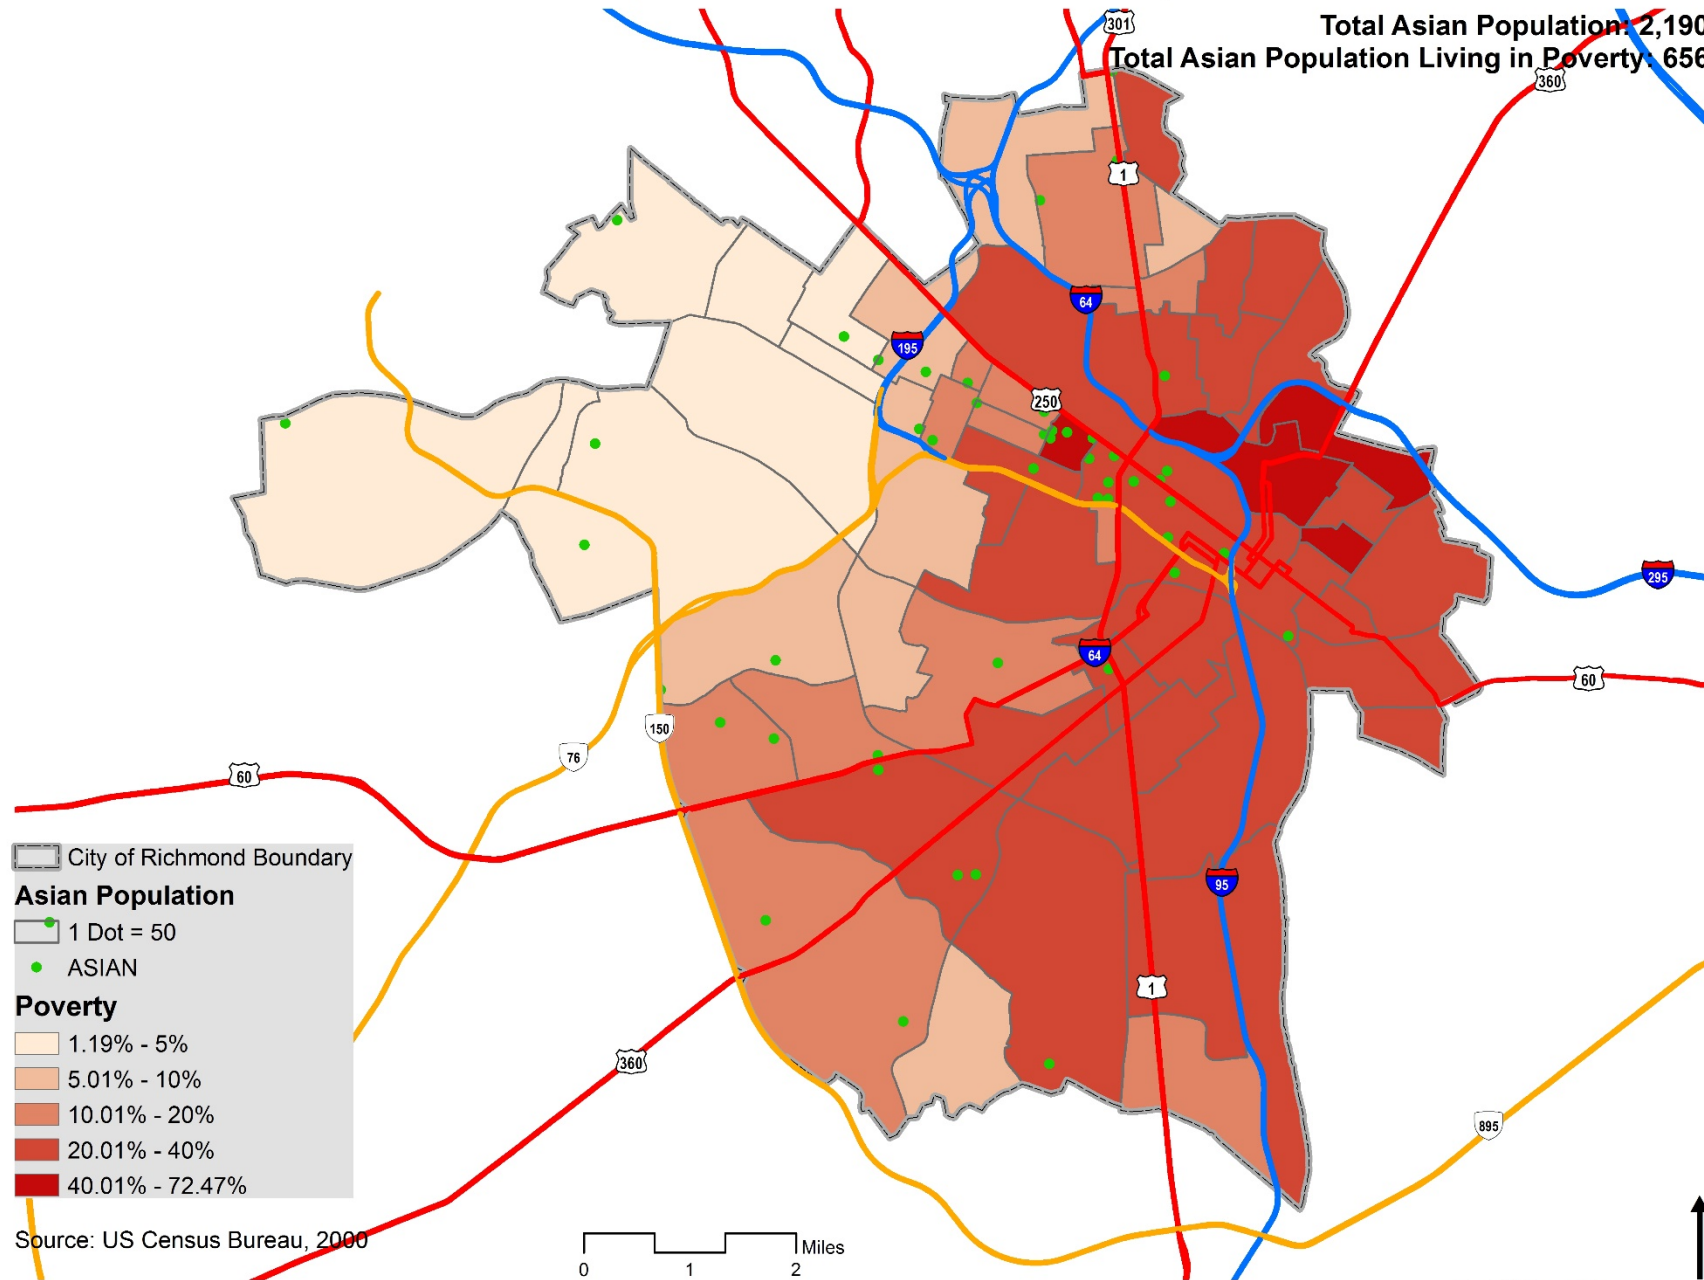 Total Asian Population: 2,190
Total Asian Population Living in Poverty: 656
301
360
1
64
195
250
295
64
60
150
76
60
95
1
360
895
City of Richmond Boundary
Asian Population
1 Dot = 50
ASIAN
Poverty
1.19% - 5%
5.01% - 10%
10.01% - 20%
20.01% - 40%
40.01% - 72.47%
Source: US Census Bureau, 2000
Miles
0 1 2